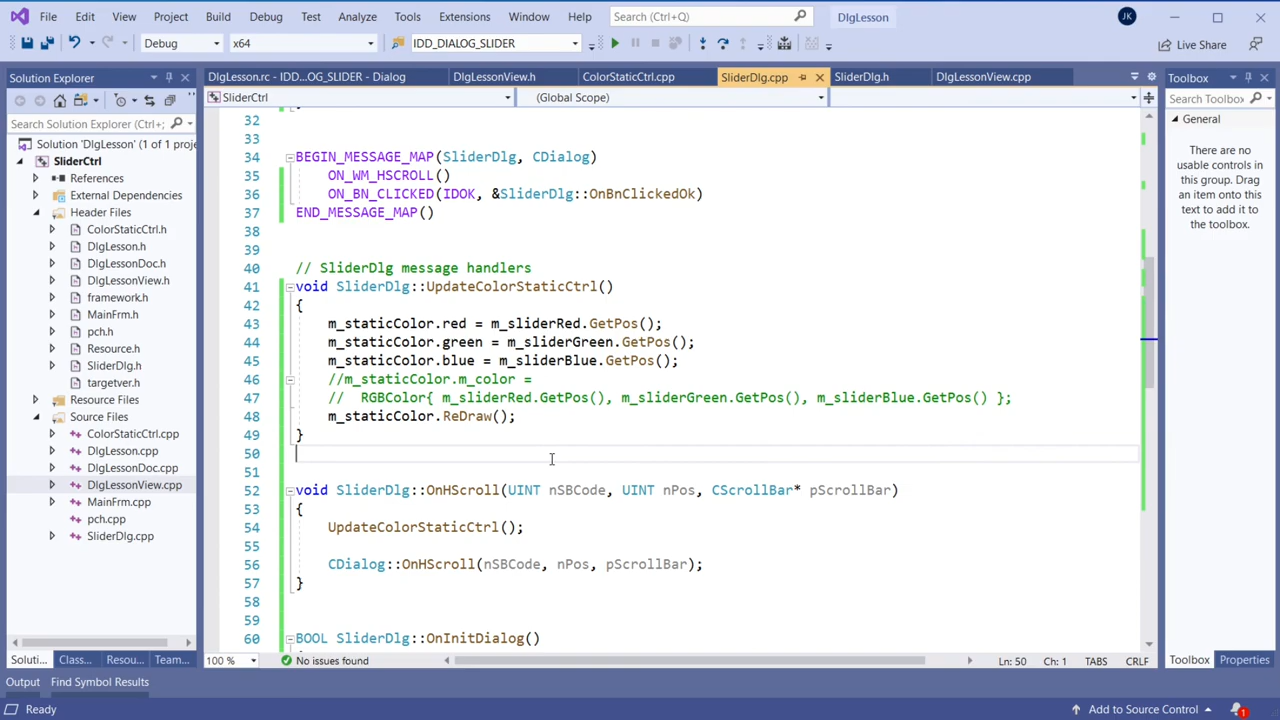 File Edit View Project Build Debug Test Analyze Tools Extensions Window Help Search (Ctrl+Q) DlgLesson JK
Debug x64 IDD_DIALOG_SLIDER Live Share
Solution Explorer
Search Solution Explorer (Ctrl+;
Solution 'DlgLesson' (1 of 1 proje
SliderCtrl
References
External Dependencies
Header Files
ColorStaticCtrl.h
DlgLesson.h
DlgLessonDoc.h
DlgLessonView.h
framework.h
MainFrm.h
pch.h
Resource.h
SliderDlg.h
targetver.h
Resource Files
Source Files
ColorStaticCtrl.cpp
DlgLesson.cpp
DlgLessonDoc.cpp
DlgLessonView.cpp
MainFrm.cpp
pch.cpp
SliderDlg.cpp
Soluti... Class... Resou... Team...
DlgLesson.rc - IDD...OG_SLIDER - Dialog DlgLessonView.h ColorStaticCtrl.cpp SliderDlg.cpp SliderDlg.h DlgLessonView.cpp
SliderCtrl (Global Scope)
32
33
34 BEGIN_MESSAGE_MAP(SliderDlg, CDialog)
35 ON_WM_HSCROLL()
36 ON_BN_CLICKED(IDOK, &SliderDlg::OnBnClickedOk)
37 END_MESSAGE_MAP()
38
39
40 // SliderDlg message handlers
41 void SliderDlg::UpdateColorStaticCtrl()
42 {
43 m_staticColor.red = m_sliderRed.GetPos();
44 m_staticColor.green = m_sliderGreen.GetPos();
45 m_staticColor.blue = m_sliderBlue.GetPos();
46 //m_staticColor.m_color =
47 // RGBColor{ m_sliderRed.GetPos(), m_sliderGreen.GetPos(), m_sliderBlue.GetPos() };
48 m_staticColor.ReDraw();
49 }
50
51
52 void SliderDlg::OnHScroll(UINT nSBCode, UINT nPos, CScrollBar* pScrollBar)
53 {
54 UpdateColorStaticCtrl();
55
56 CDialog::OnHScroll(nSBCode, nPos, pScrollBar);
57 }
58
59
60 BOOL SliderDlg::OnInitDialog()
100 % No issues found Ln: 50 Ch: 1 TABS CRLF
Toolbox
Search Toolbox
General
There are no
usable controls in
this group. Drag
an item onto this
text to add it to
the toolbox.
Toolbox Properties
Output Find Symbol Results
Ready Add to Source Control 1